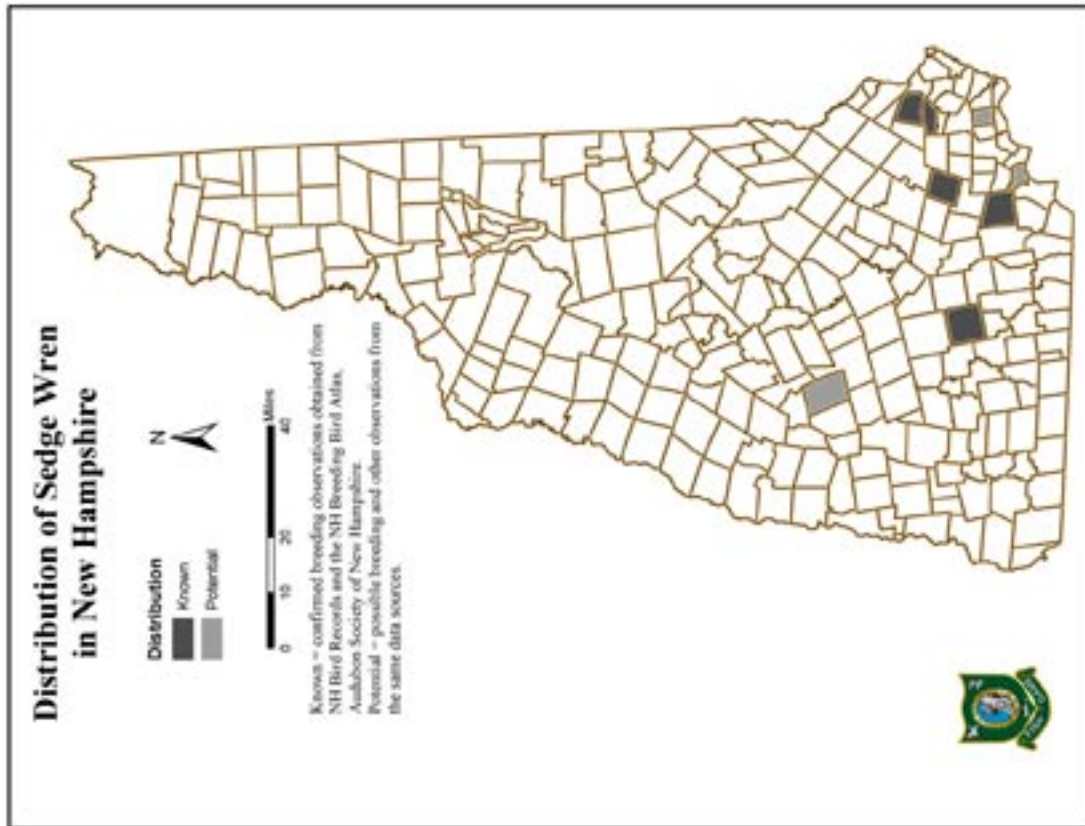 Distribution of Sedge Wren
in New Hampshire
N
Distribution
Known
Potential
0 10 20 40
Miles
Known = confirmed breeding observations obtained from
NH Bird Records and the NH Breeding Bird Atlas,
Audubon Society of New Hampshire.
Potential = possible breeding and other observations from
the same data sources.